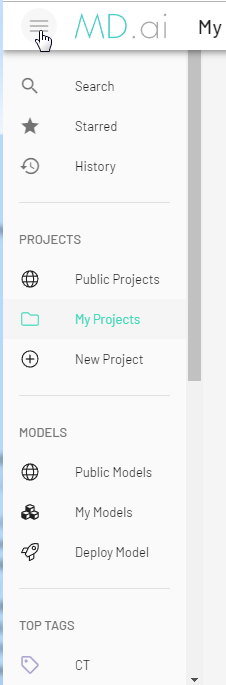 MD.ai My
Search
Starred
History
PROJECTS
Public Projects
My Projects
New Project
MODELS
Public Models
My Models
Deploy Model
TOP TAGS
CT